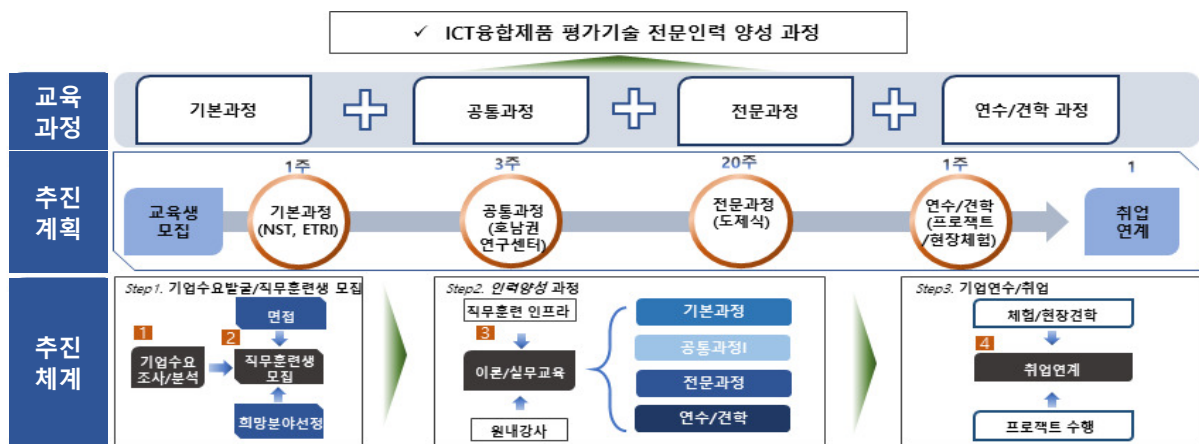 ✓ ICT융합제품 평가기술 전문인력 양성 과정
교육
과정
기본과정
공통과정
전문과정
연수/견학 과정
추진
계획
1주
3주
20주
1주
1
교육생
모집
기본과정
(NST, ETRI)
공통과정
(호남권
연구센터)
전문과정
(도제식)
연수/견학
(프로잭트
/현장체험)
취업
연계
추진
체계
Step1. 기업수요발굴/직무훈련생 모집
면접
1
2
기업수요
조사/분석
직무훈련생
모집
희망분야선정
Step2. 인력양성 과정
직무훈련 인프라
3
이론/실무교육
원내강사
기본과정
공통과정I
전문과정
연수/견학
Step3. 기업연수/취업
체험/현장견학
4
취업연계
프로잭트 수행